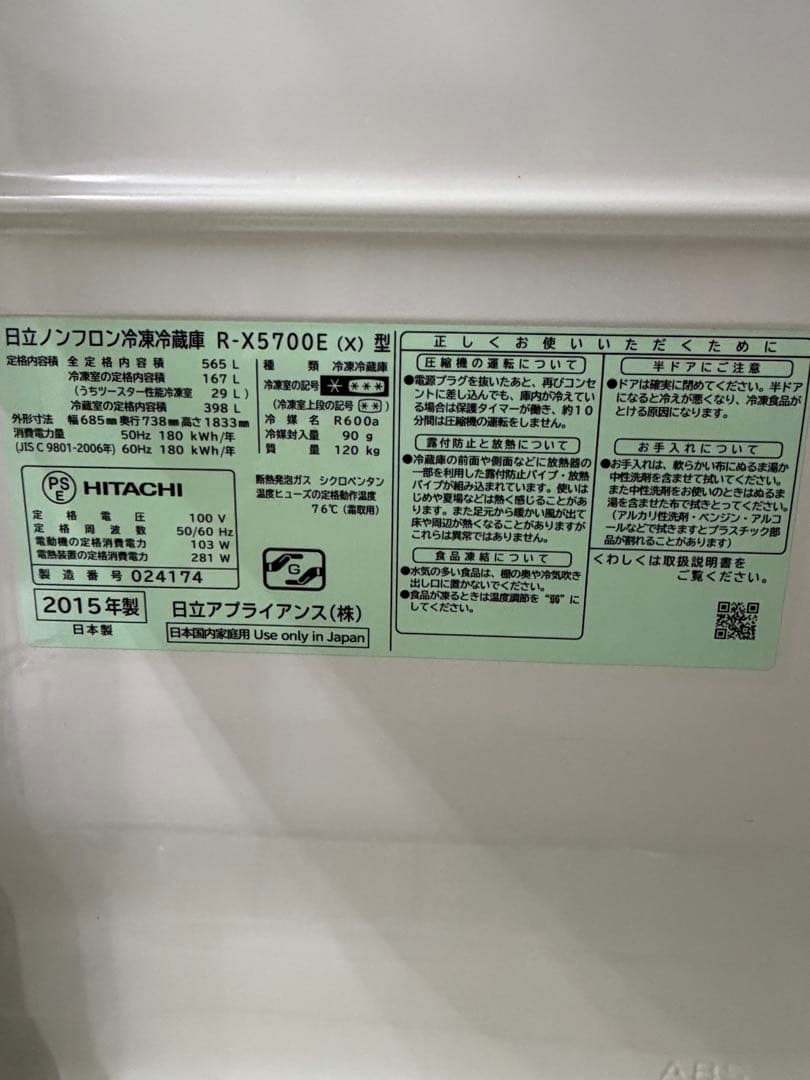 日立ノンフロン冷凍冷蔵庫 R-X5700E (X) 型
定格内容積 全定格内容積 565 L
冷凍室の定格内容積 167 L
(うちツースター性能冷凍室 29 L)
冷蔵室の定格内容積 398 L
外形寸法 幅685㎜ 奥行738㎜ 高さ1833㎜
消費電力量 50Hz 180 kWh/年
(JIS C 9801-2006年) 60Hz 180 kWh/年
種類 冷凍冷蔵庫
冷凍室の記号 * ***
(冷凍室上段の記号 **)
冷媒名 R600a
冷媒封入量 90 g
質量 120 kg
PS E HITACHI
定格電圧 100 V
定格周波数 50/60 Hz
電動機の定格消費電力 103 W
電熱装置の定格消費電力 281 W
製造番号 024174
断熱発泡ガス シクロペンタン
温度ヒューズの定格動作温度
76℃ (霜取用)
G
2015年製
日本製
日立アプライアンス(株)
日本国内家庭用 Use only in Japan
正しくお使いいただくために
圧縮機の運転について
●電源プラグを抜いたあと、再びコンセ
ントに差し込んでも、庫内が冷えてい
る場合は保護タイマーが働き、約10
分間は圧縮機の運転をしません。
露付防止と放熱について
●冷蔵庫の前面や側面などに放熱器の
一部を利用した露付防止パイプ・放熱
パイプが組み込まれています。使いは
じめや夏場などは熱く感じることがあ
ります。また足元から暖かい風が出て
床や周辺が熱くなることがありますが
これらは異常ではありません。
食品凍結について
●水気の多い食品は、棚の奥や冷気吹き
出し口に置かないでください。
●食品が凍るときは温度調節を“弱”に
してください。
半ドアにご注意
●ドアは確実に閉めてください。半ドア
になると冷えが悪くなり、冷凍食品が
とける原因になります。
お手入れについて
●お手入れは、軟らかい布にぬるま湯か
中性洗剤を含ませて拭いてください。
また中性洗剤をお使いのときはぬるま
湯を含ませた布で拭きとってください。
(アルカリ性洗剤・ベンジン・アルコ
ールなどで拭きますとプラスチック部
品が割れることがあります)
くわしくは取扱説明書を
ご覧ください。
ABS